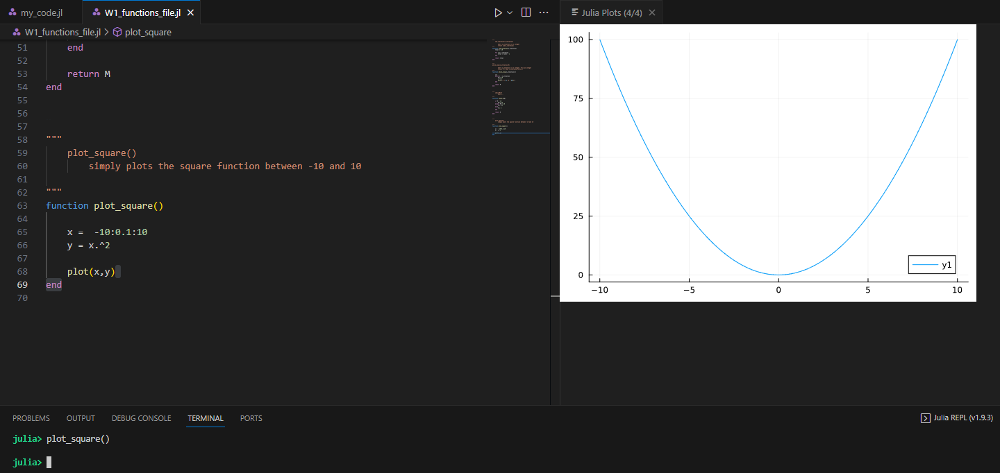 my_code.jl
W1_functions_file.jl
W1_functions_file.jl > plot_square
51 end
52
53 return M
54 end
55
56
57
58 """
59 plot_square()
60 simply plots the square function between -10 and 10
61
62 """
63 function plot_square()
64
65 x =  -10:0.1:10
66 y = x.^2
67
68 plot(x,y)
69 end
70
Julia Plots (4/4)
100
75
50
25
0
y1
−10 −5 0 5 10
PROBLEMS OUTPUT DEBUG CONSOLE TERMINAL PORTS
Julia REPL (v1.9.3)
julia> plot_square()
julia>